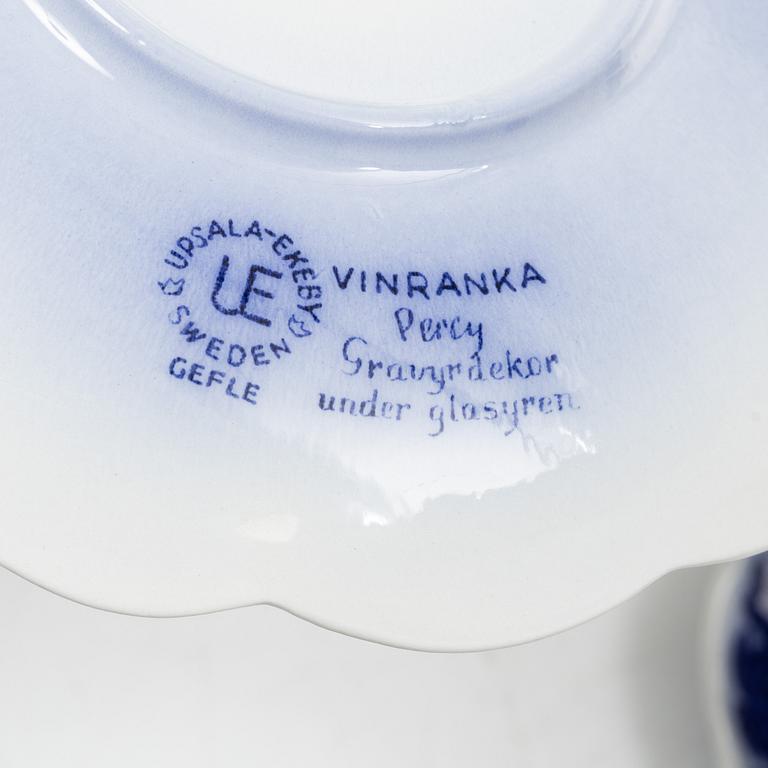 UPSALA-EKEBY
UE
SWEDEN
GEFLE
VINRANKA
Percy
Gravyrdekor
under glasyren